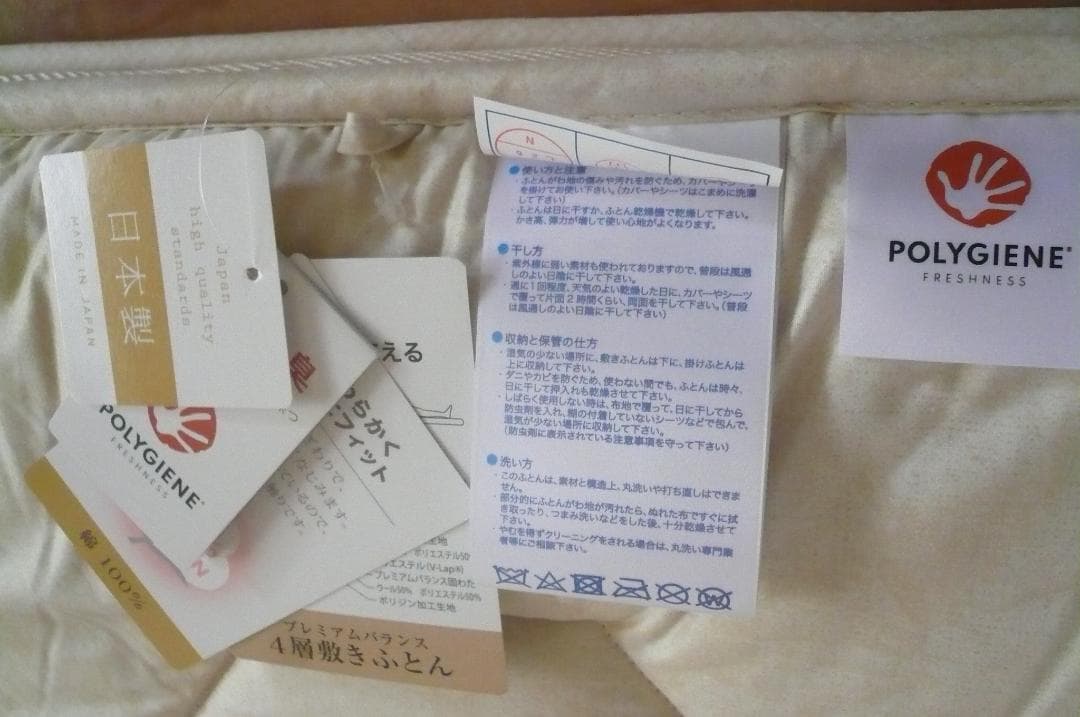 日本製
MADE IN JAPAN
Japan
high quality
standards
POLYGIENE
FRESHNESS
綿 100%
臭
える
わらかく
フィット
わりで、
なじみます。
N
生地
ポリエステル50
エステル(V-Lap®)
プレミアムバランス固わた
ウール50% ポリエステル50%
ポリジン加工生地
プレミアムバランス
4層敷きふとん
N
●使い方と注意
・ふとんがわ地の傷みや汚れを防ぐため、カバーやシーツ
を掛けてお使い下さい。(カバーやシーツはこまめに洗濯
して下さい)
・ふとんは日に干すか、ふとん乾燥機で乾燥して下さい。
かさ高、弾力が増して使い心地がよくなります。
●干し方
・紫外線に弱い素材も使われておりますので、普段は風通
しのよい日陰に干して下さい。
・週に1回程度、天気のよい乾燥した日に、カバーやシーツ
で覆って片面2時間くらい、両面を干して下さい。(普段
は風通しのよい日陰に干して下さい)
●収納と保管の仕方
・湿気の少ない場所に、敷きふとんは下に、掛けふとんは
上に収納して下さい。
・ダニやカビを防ぐため、使わない間でも、ふとんは時々、
日に干して押入れも乾燥させて下さい。
・しばらく使用しない時は、布地で覆って、日に干してから
防虫剤を入れ、糊の付着していないシーツなどで包んで、
湿気が少ない場所に収納して下さい。
(防虫剤に表示されている注意事項を守って下さい)
●洗い方
・このふとんは、素材と構造上、丸洗いや打ち直しはできま
せん。
・部分的にふとんがわ地が汚れたら、ぬれた布ですぐに拭
き取ったり、つまみ洗いなどをした後、十分乾燥させて
下さい。
・やむを得ずクリーニングをされる場合は、丸洗い専門業
者等にご相談下さい。
POLYGIENE®
FRESHNESS